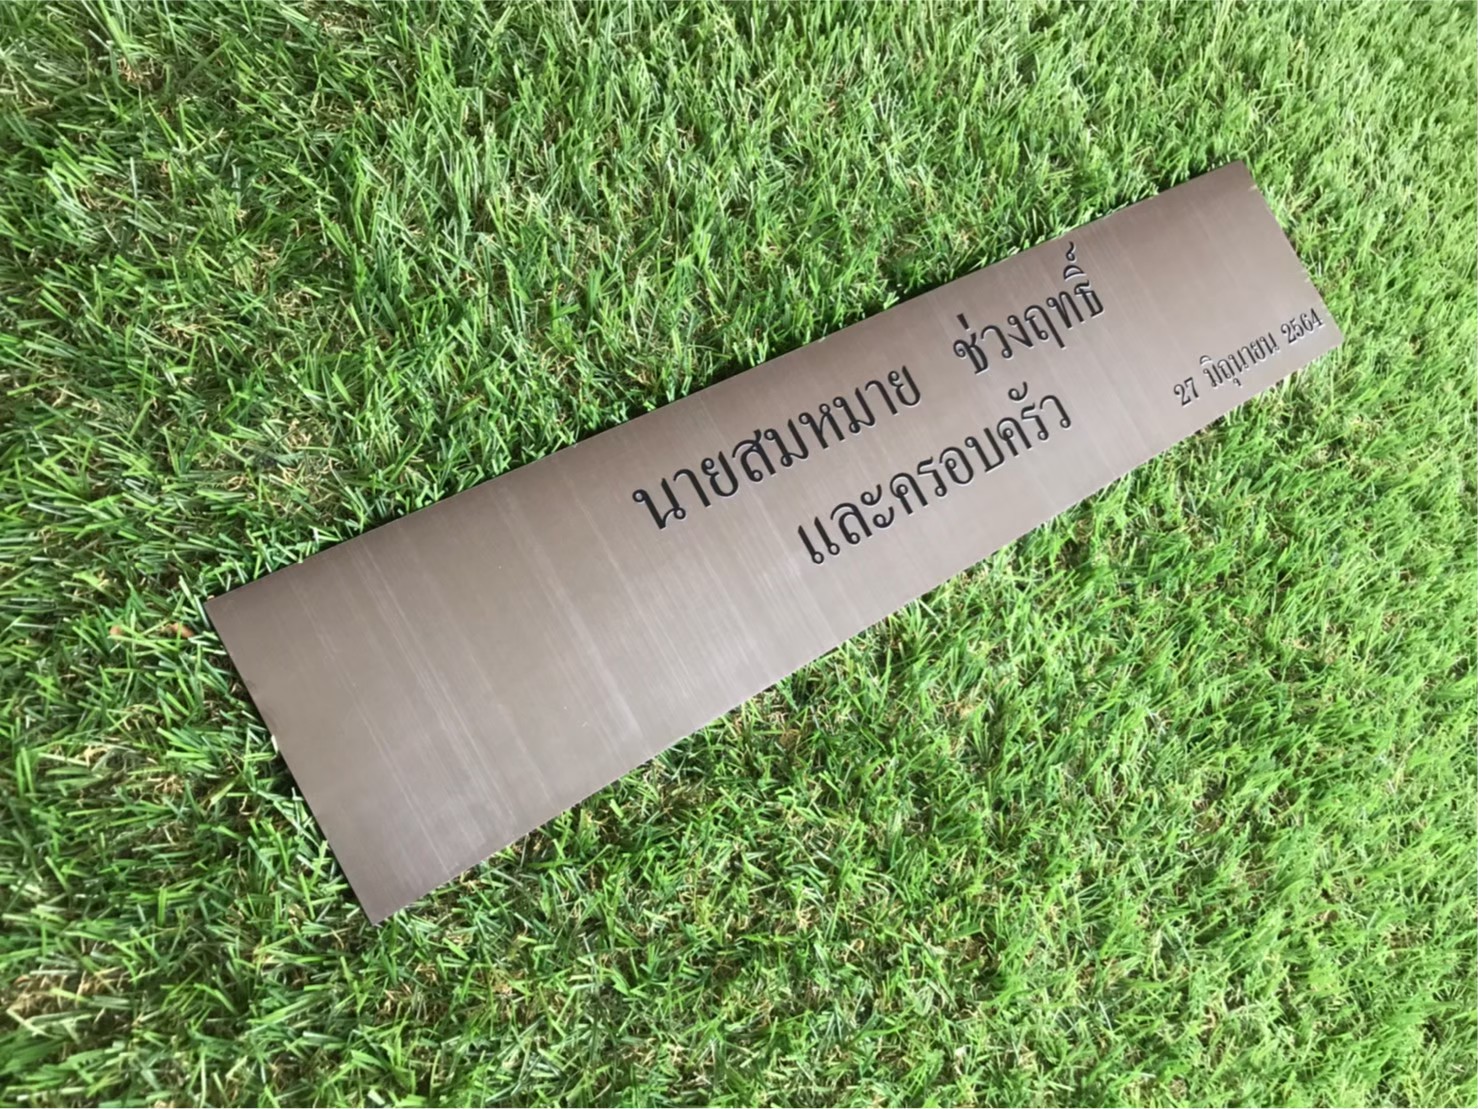 นายสมหมาย ช่วงฤทธิ์
และครอบครัว
27 มิถุนายน 2564